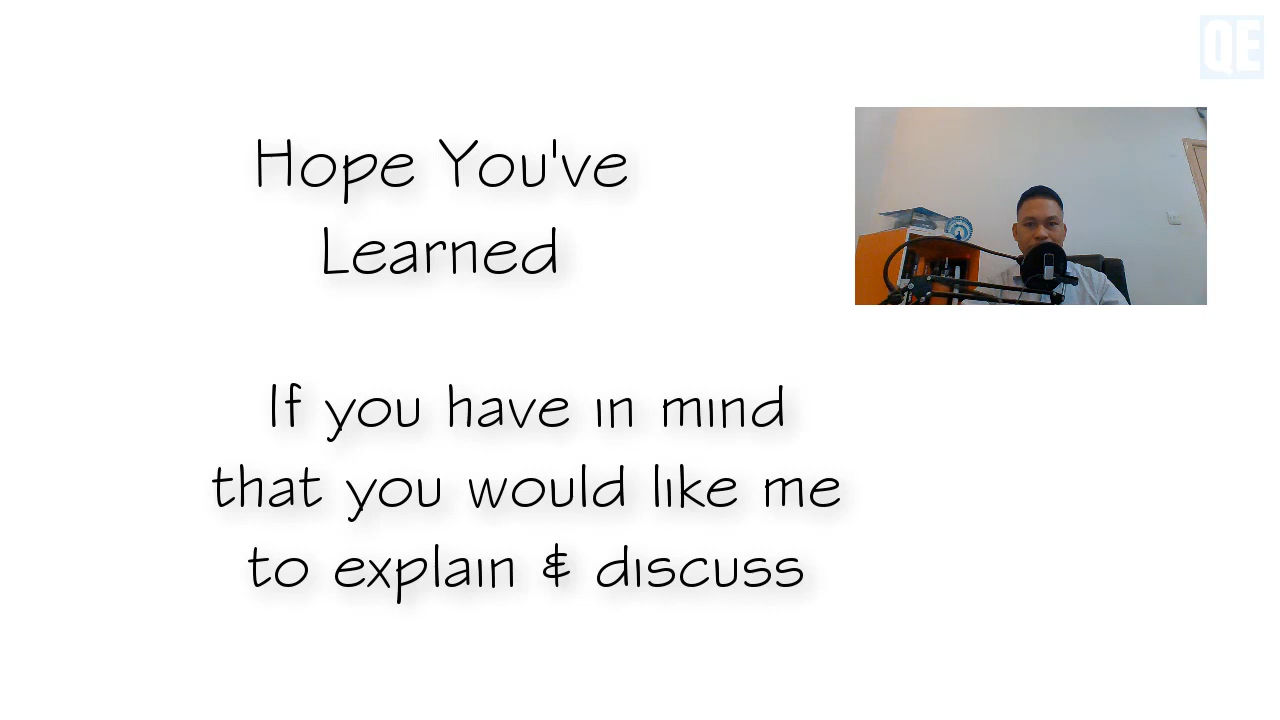 QE
Hope You've
Learned
If you have in mind
that you would like me
to explain & discuss